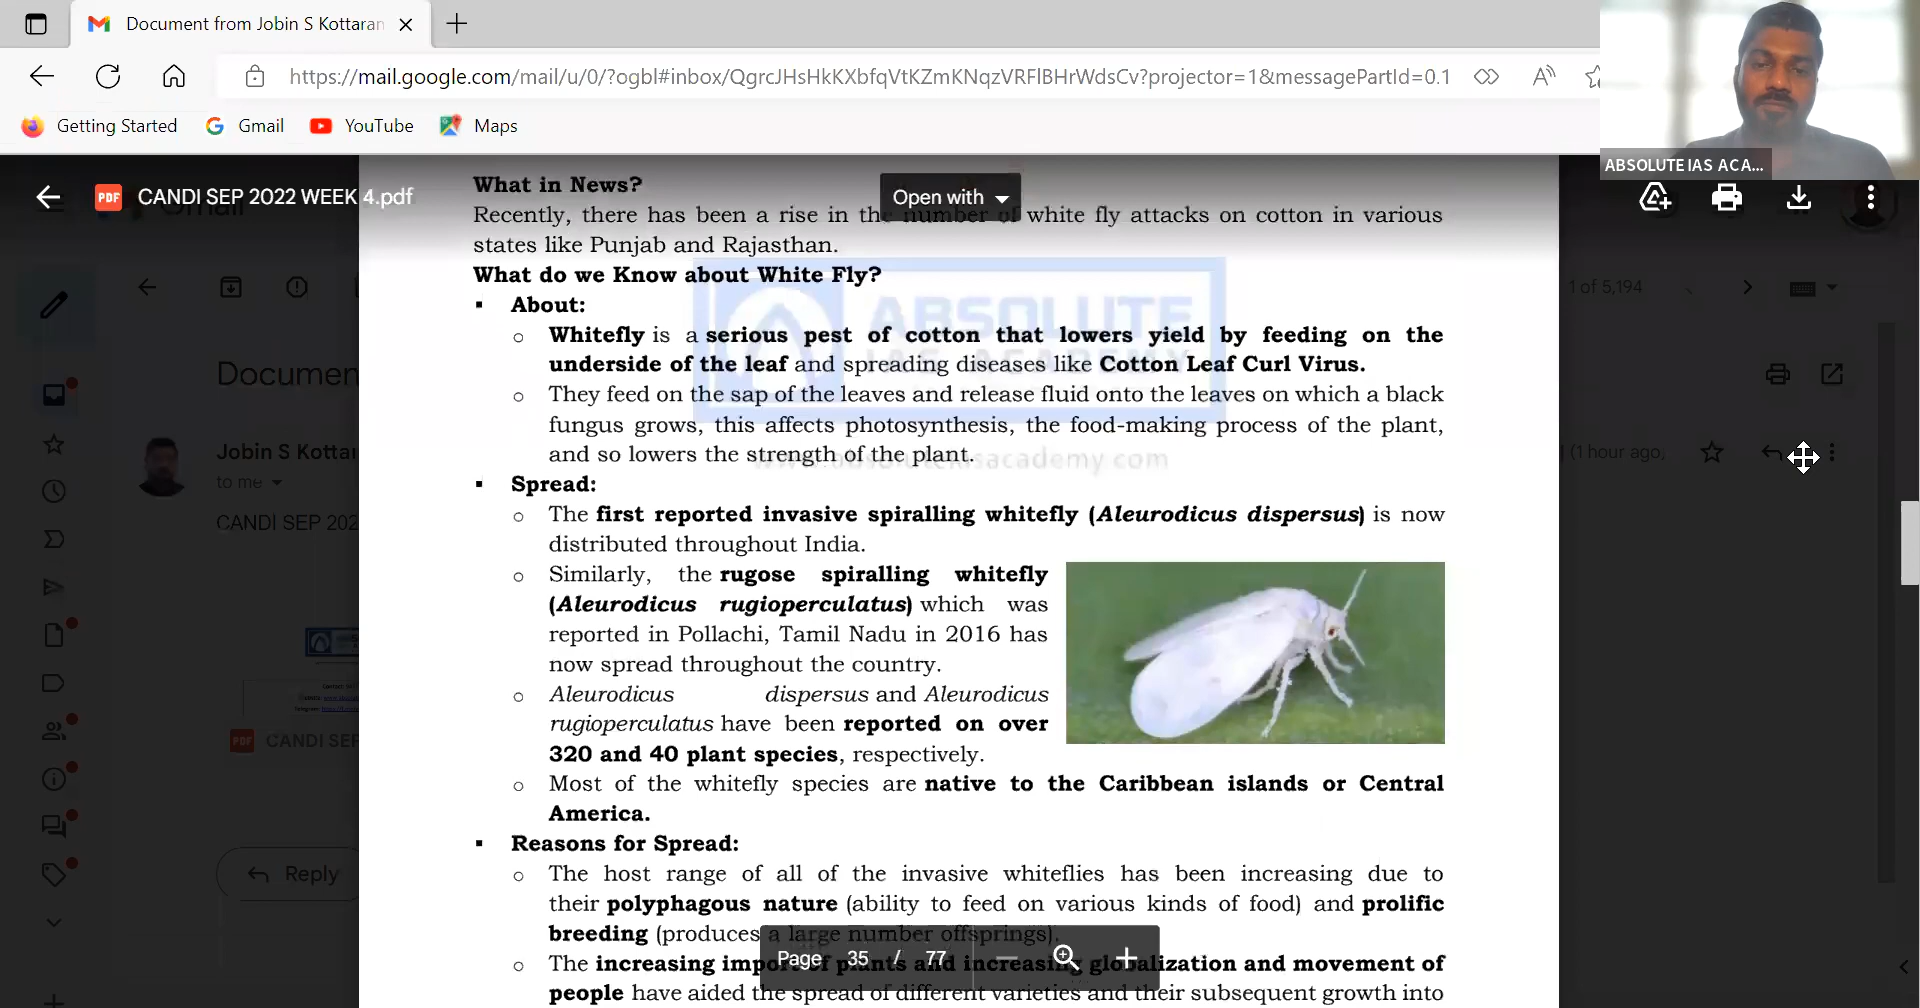 Document from Jobin S Kottaran
https://mail.google.com/mail/u/0/?ogbl#inbox/QgrcJHsHkKXbfqVtKZmKNqzVRFlBHrWdsCv?projector=1&messagePartId=0.1
Getting Started
Gmail
YouTube
Maps
ABSOLUTE IAS ACA...
PDF
CANDI SEP 2022 WEEK 4.pdf
Open with
What in News?
Recently, there has been a rise in the number of white fly attacks on cotton in various
states like Punjab and Rajasthan.
What do we Know about White Fly?
▪ About:
o Whitefly is a serious pest of cotton that lowers yield by feeding on the
underside of the leaf and spreading diseases like Cotton Leaf Curl Virus.
o They feed on the sap of the leaves and release fluid onto the leaves on which a black
fungus grows, this affects photosynthesis, the food-making process of the plant,
and so lowers the strength of the plant.
▪ Spread:
o The first reported invasive spiralling whitefly (Aleurodicus dispersus) is now
distributed throughout India.
o Similarly, the rugose spiralling whitefly
(Aleurodicus rugioperculatus) which was
reported in Pollachi, Tamil Nadu in 2016 has
now spread throughout the country.
o Aleurodicus dispersus and Aleurodicus
rugioperculatus have been reported on over
320 and 40 plant species, respectively.
o Most of the whitefly species are native to the Caribbean islands or Central
America.
▪ Reasons for Spread:
o The host range of all of the invasive whiteflies has been increasing due to
their polyphagous nature (ability to feed on various kinds of food) and prolific
breeding (produces a large number offsprings).
o The increasing import of plants and increasing globalization and movement of
people have aided the spread of different varieties and their subsequent growth into
ABSOLUTE
IAS ACADEMY
www.absoluteiasacademy.com
Page 35 / 77
1 of 5,194
Document
Jobin S Kottar
(1 hour ago,
to me
CANDI SEP 202
PDF
CANDI SEP
Reply